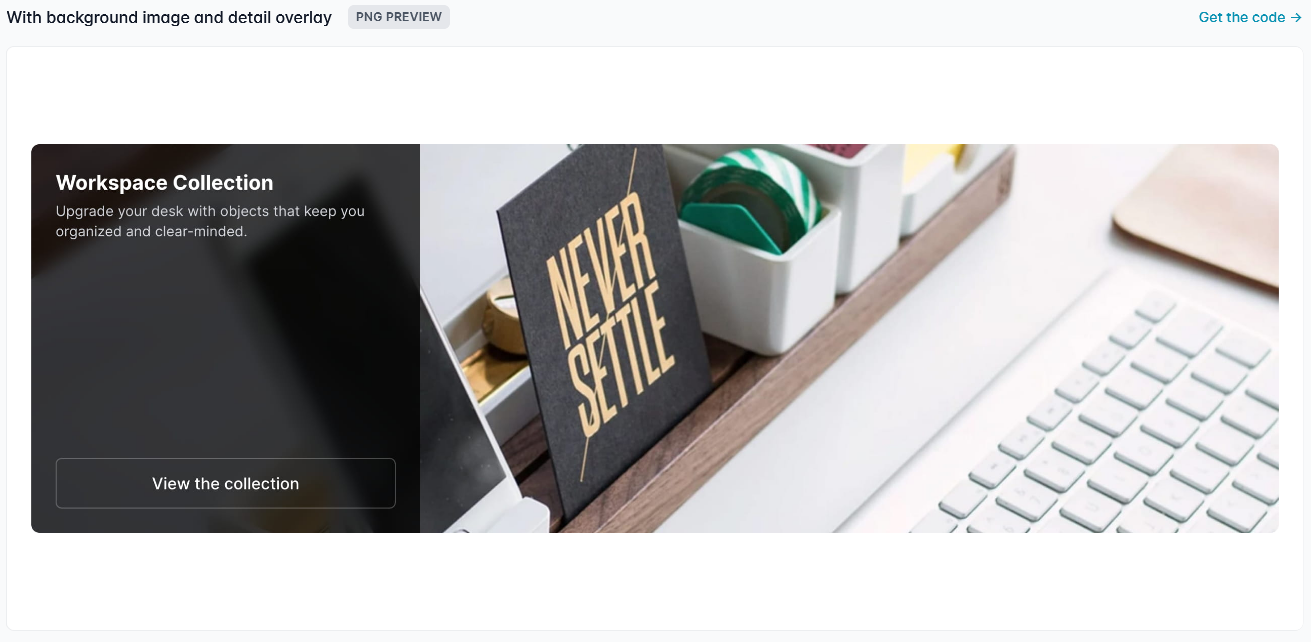 With background image and detail overlay
PNG PREVIEW
Get the code →
Workspace Collection
Upgrade your desk with objects that keep you
organized and clear-minded.
View the collection
NEVER
SETTLE